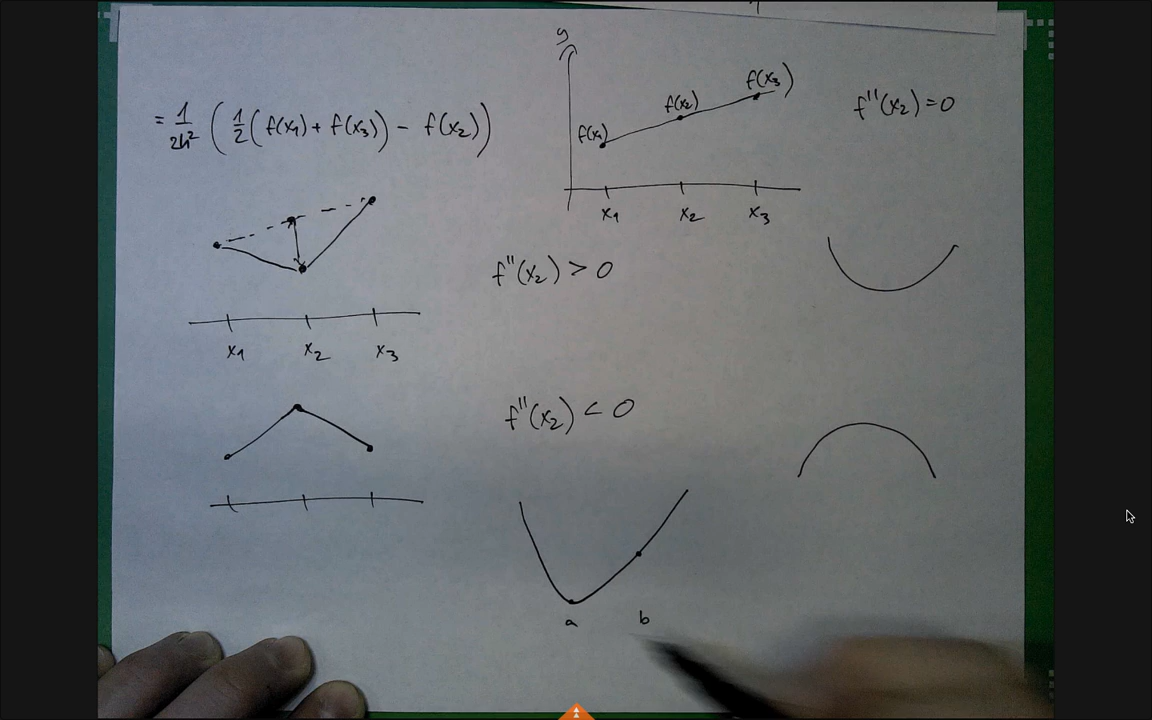 y
= 1/2h² ( 1/2 ( f(x₁) + f(x₃) ) - f(x₂) )
f(x₁) f(x₂) f(x₃)
f''(x₂) = 0
x₁ x₂ x₃
f''(x₂) > 0
x₁ x₂ x₃
f''(x₂) < 0
a b